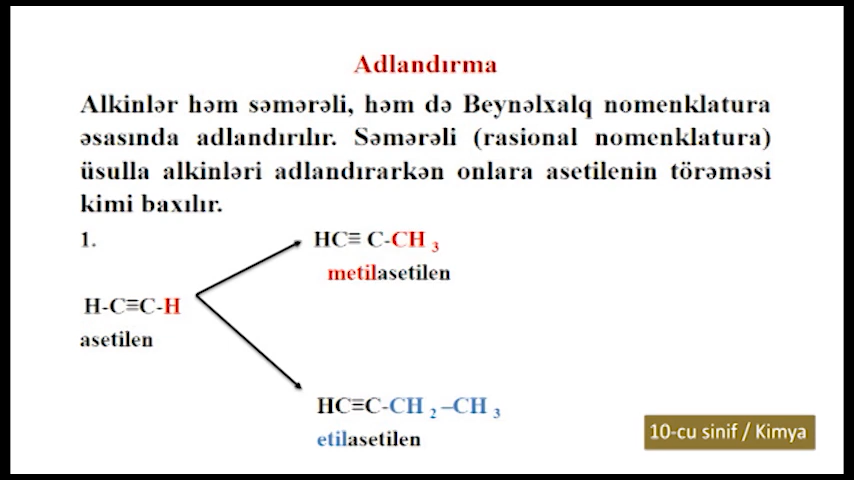 Adlandırma
Alkinlər həm səmərəli, həm də Beynəlxalq nomenklatura
əsasında adlandırılır. Səmərəli (rasional nomenklatura)
üsulla alkinləri adlandırarkən onlara asetilenin törəməsi
kimi baxılır.
1.
HC≡ C-CH 3
metilasetilen
H-C≡C-H
asetilen
HC≡C-CH 2 –CH 3
etilasetilen
10-cu sinif / Kimya